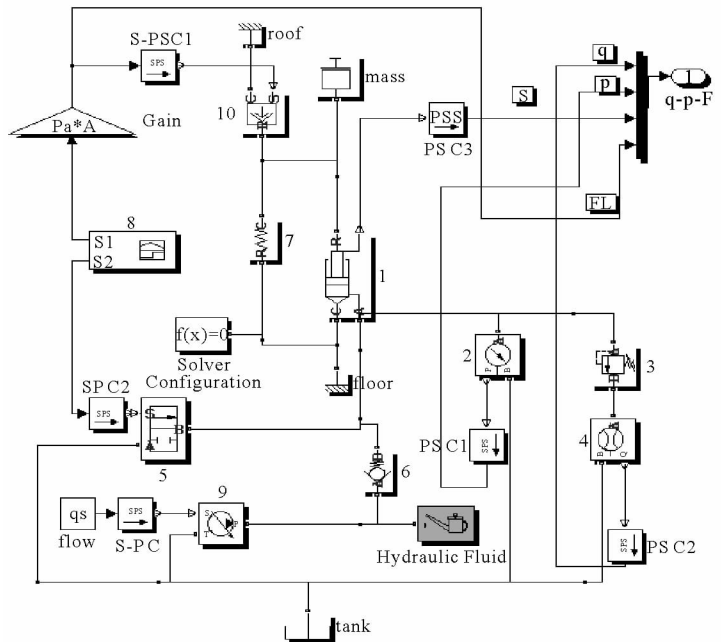 S-PSC1
SPS
roof
mass
q
p
S
1
q-p-F
Pa*A
Gain
10
C
S
R
PSS
PS C3
FL
8
S1
S2
C
R
7
R
1
C
A
f(x)=0
Solver
Configuration
floor
2
A
P
B
3
SP C2
SPS
S
B
A
5
PS C1
SPS
4
A
B
T
Q
6
B
A
9
qs
flow
SPS
S-PC
S
P
T
Hydraulic Fluid
SPS
PS C2
tank